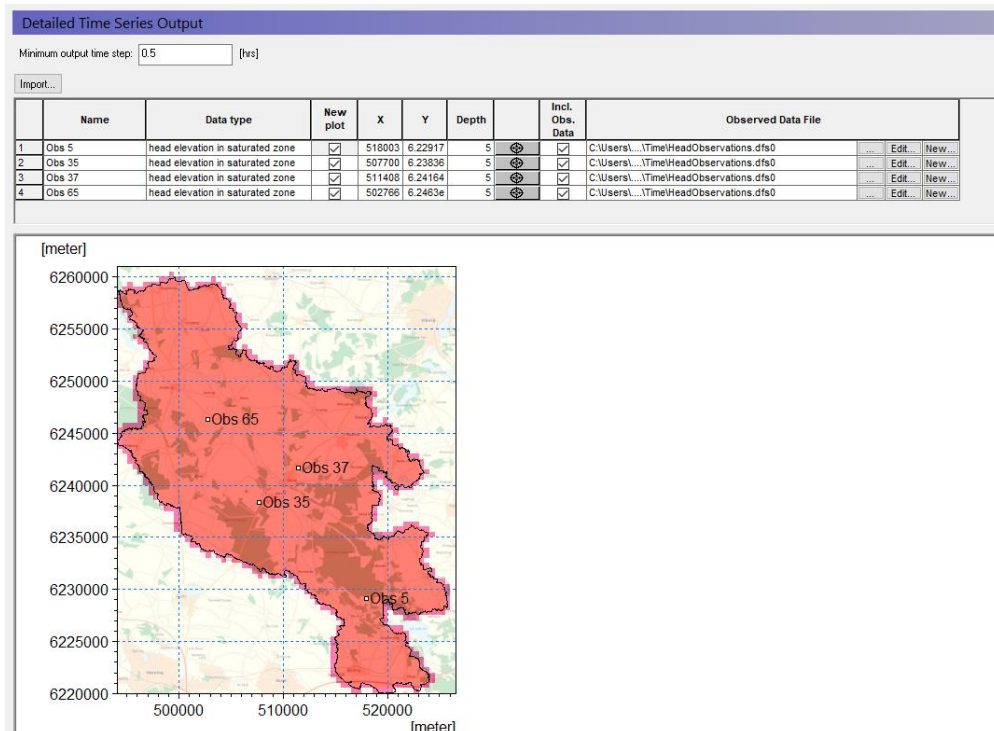 Detailed Time Series Output
Minimum output time step: 0.5 [hrs]
Import...
Name Data type New plot X Y Depth Incl. Obs. Data Observed Data File
1 Obs 5 head elevation in saturated zone 518003 6.22917 5 C:\Users\....\Time\HeadObservations.dfs0 ... Edit... New...
2 Obs 35 head elevation in saturated zone 507700 6.23836 5 C:\Users\....\Time\HeadObservations.dfs0 ... Edit... New...
3 Obs 37 head elevation in saturated zone 511408 6.24164 5 C:\Users\....\Time\HeadObservations.dfs0 ... Edit... New...
4 Obs 65 head elevation in saturated zone 502766 6.2463e 5 C:\Users\....\Time\HeadObservations.dfs0 ... Edit... New...
[meter]
6260000
6255000
6250000
Obs 65
6245000
Obs 37
6240000
Obs 35
6235000
6230000
Obs 5
6225000
6220000
500000 510000 520000
[meter]